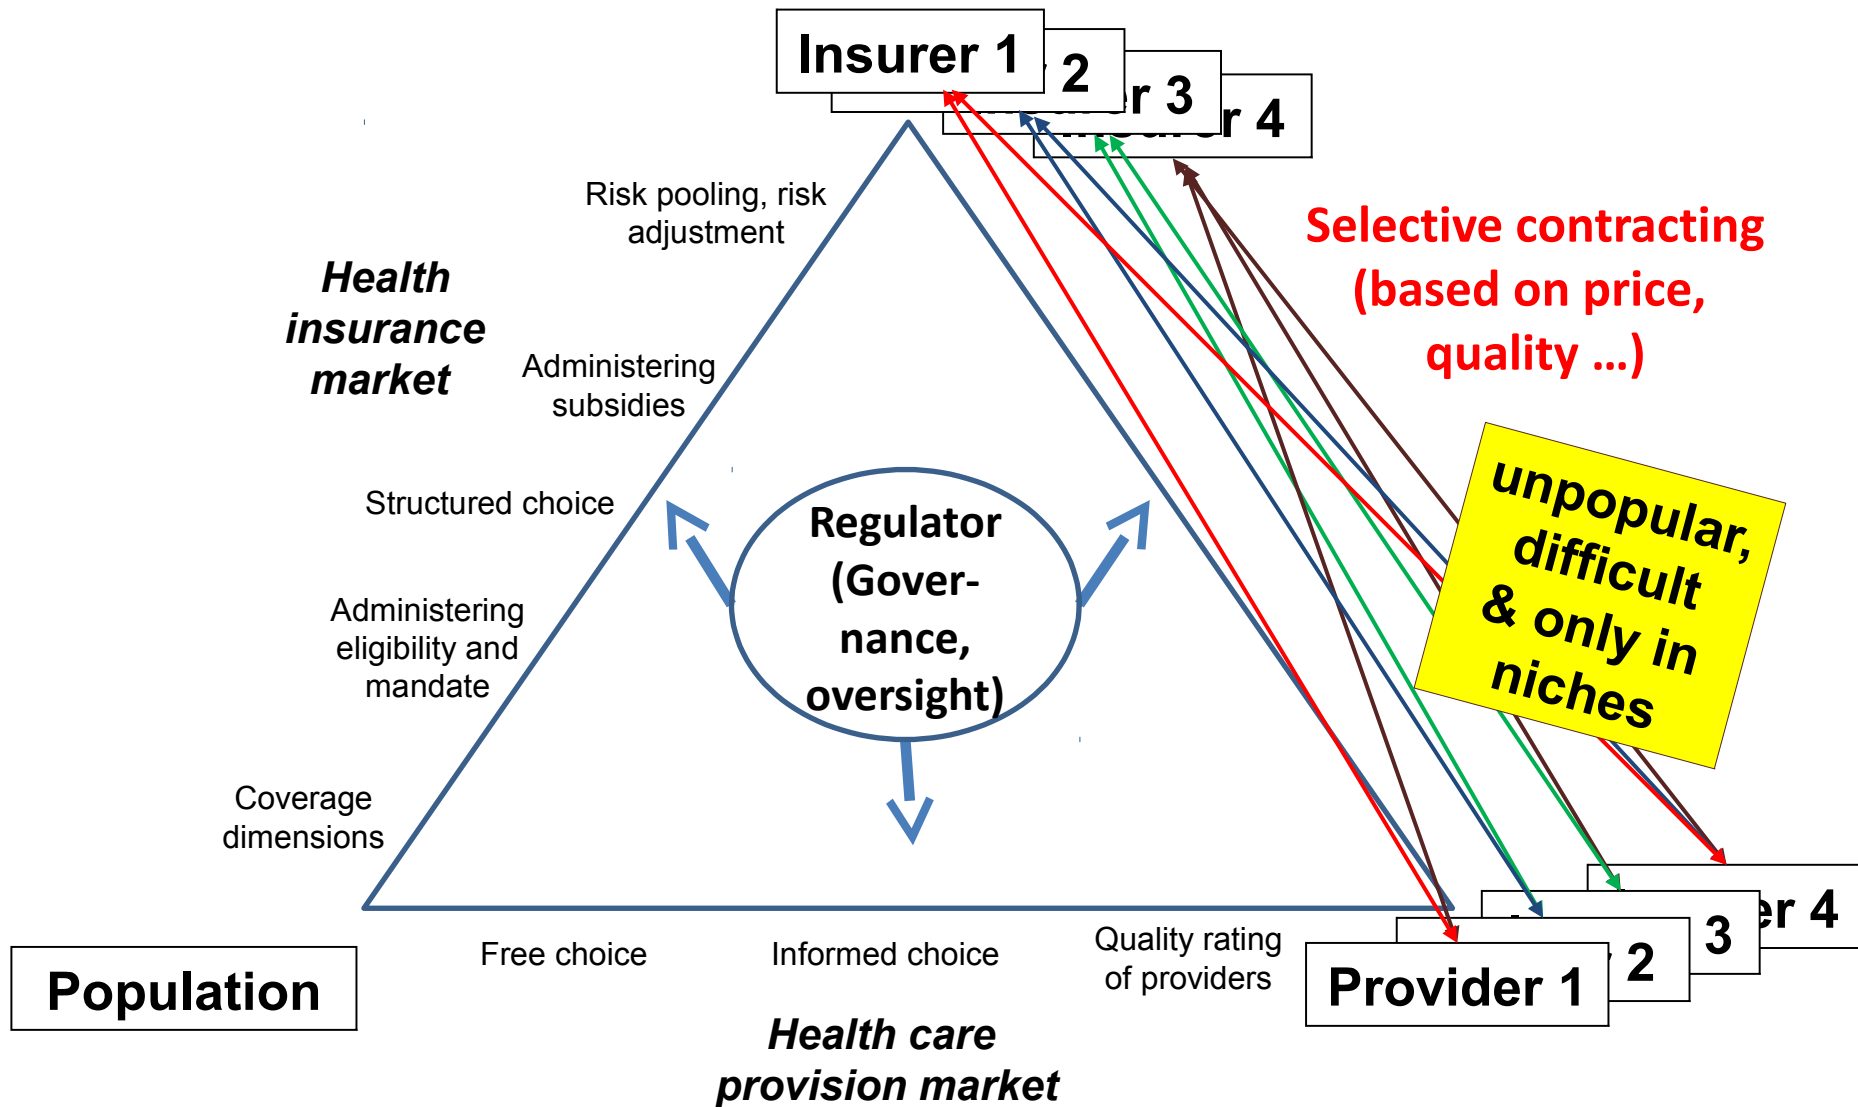 Insurer 1
2
er 3
er 4
Risk pooling, risk
adjustment
Selective contracting
(based on price,
quality ...)
Health
insurance
market
Administering
subsidies
Structured choice
Regulator
(Gover-
nance,
oversight)
unpopular,
difficult
& only in
niches
Administering
eligibility and
mandate
Coverage
dimensions
er 4
3
2
Provider 1
Free choice
Informed choice
Quality rating
of providers
Population
Health care
provision market